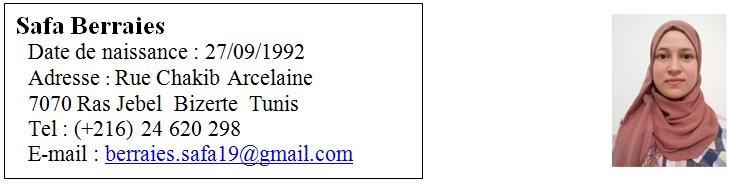 Safa Berraies
Date de naissance : 27/09/1992
Adresse : Rue Chakib Arcelaine
7070 Ras Jebel Bizerte Tunis
Tel : (+216) 24 620 298
E-mail : berraies.safa19@gmail.com